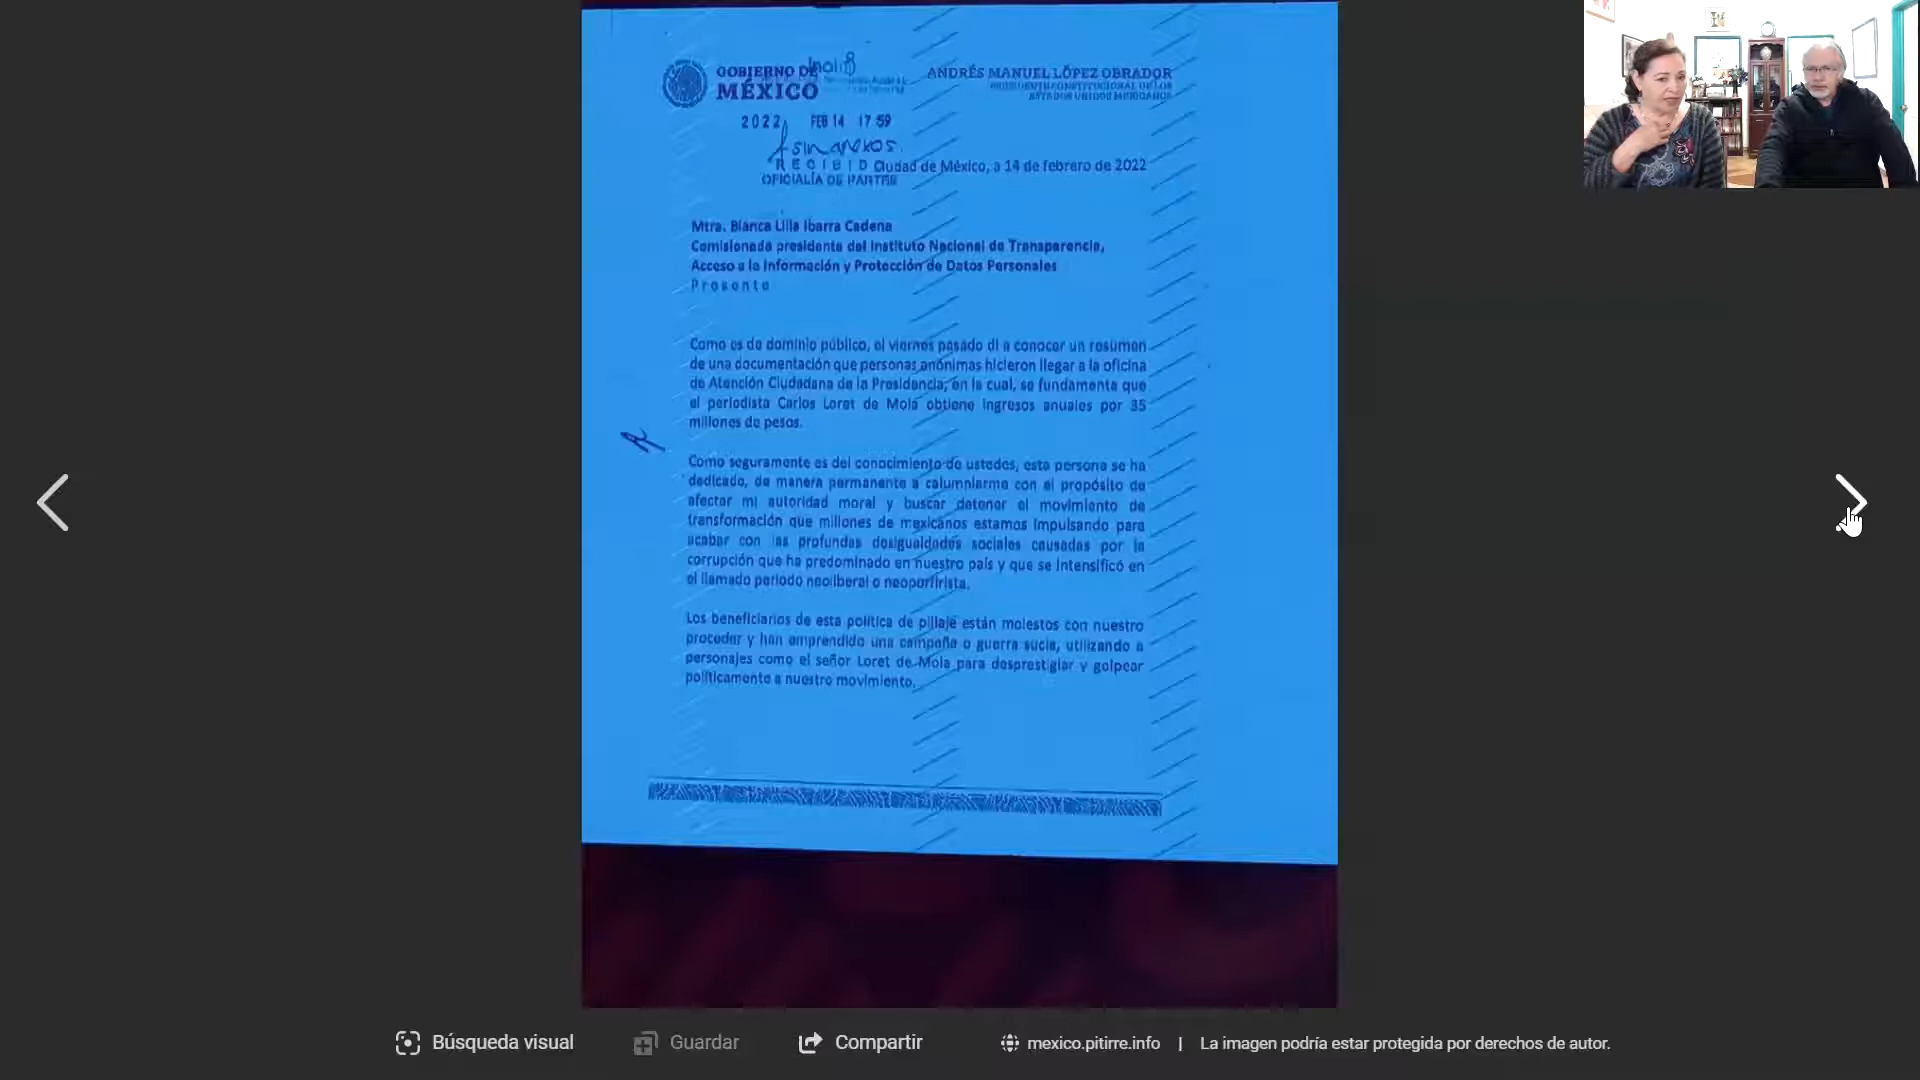 GOBIERNO DE
MÉXICO
ANDRÉS MANUEL LÓPEZ OBRADOR
PRESIDENTE CONSTITUCIONAL DE LOS
ESTADOS UNIDOS MEXICANOS
2022 FEB 14 17 59
sin anexos.
RECIBID Ciudad de México, a 14 de febrero de 2022
OFICIALÍA DE PARTES
Mtra. Blanca Lilia Ibarra Cadena
Comisionada presidenta del Instituto Nacional de Transparencia,
Acceso a la Información y Protección de Datos Personales
Presente
Como es de dominio público, el viernes pasado di a conocer un resumen
de una documentación que personas anónimas hicieron llegar a la oficina
de Atención Ciudadana de la Presidencia, en la cual, se fundamenta que
el periodista Carlos Loret de Mola obtiene ingresos anuales por 35
millones de pesos.
Como seguramente es del conocimiento de ustedes, esta persona se ha
dedicado, de manera permanente a calumniarme con el propósito de
afectar mi autoridad moral y buscar detener el movimiento de
transformación que millones de mexicanos estamos impulsando para
acabar con las profundas desigualdades sociales causadas por la
corrupción que ha predominado en nuestro país y que se intensificó en
el llamado periodo neoliberal o neoporfirista.
Los beneficiarios de esta política de pillaje están molestos con nuestro
proceder y han emprendido una campaña o guerra sucia, utilizando a
personajes como el señor Loret de Mola para desprestigiar y golpear
políticamente a nuestro movimiento.
Búsqueda visual
Guardar
Compartir
mexico.pitirre.info | La imagen podría estar protegida por derechos de autor.